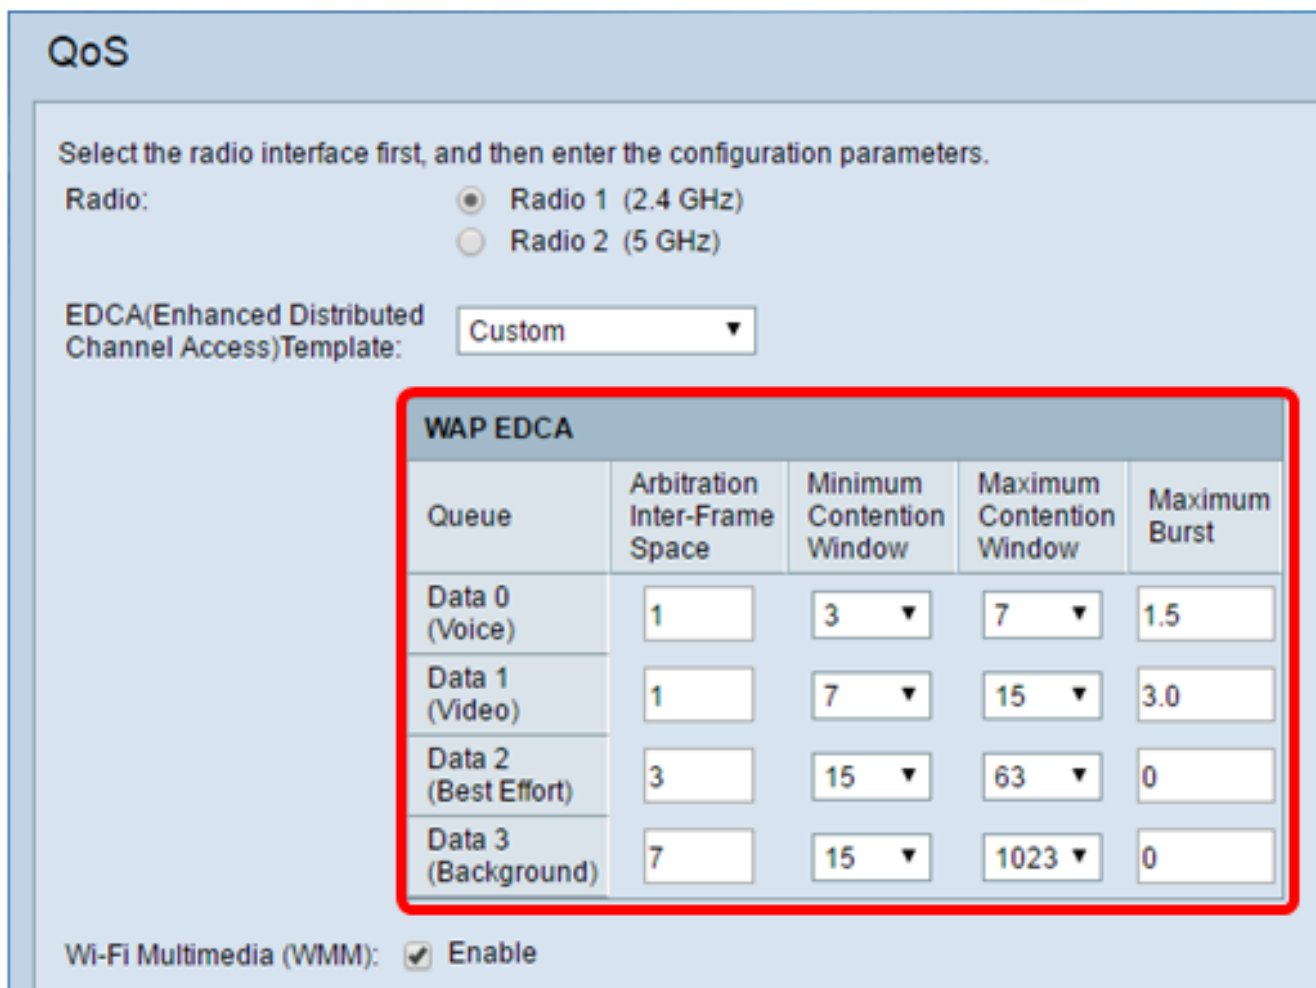 QoS
Select the radio interface first, and then enter the configuration parameters.
Radio:
Radio 1 (2.4 GHz)
Radio 2 (5 GHz)
EDCA(Enhanced Distributed
Channel Access)Template:
Custom
WAP EDCA
Queue
Arbitration
Inter-Frame
Space
Minimum
Contention
Window
Maximum
Contention
Window
Maximum
Burst
Data 0
(Voice)
1
3
7
1.5
Data 1
(Video)
1
7
15
3.0
Data 2
(Best Effort)
3
15
63
0
Data 3
(Background)
7
15
1023
0
Wi-Fi Multimedia (WMM):
Enable